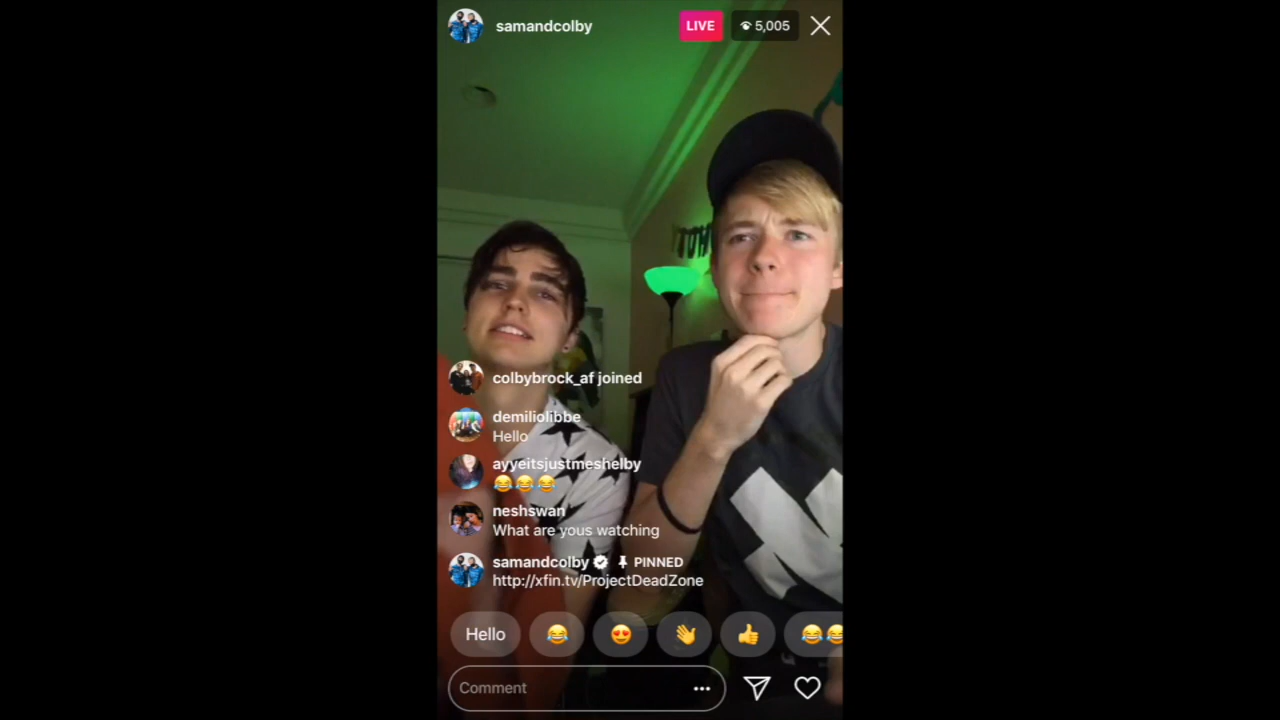 samandcolby
LIVE
5,005
colbybrock_af joined
demiliolibbe
Hello
ayyeitsjustmeshelby
😂😂😂
neshswan
What are yous watching
samandcolby PINNED
http://xfin.tv/ProjectDeadZone
Hello 😂 😍 👋 👍 😂😂
Comment